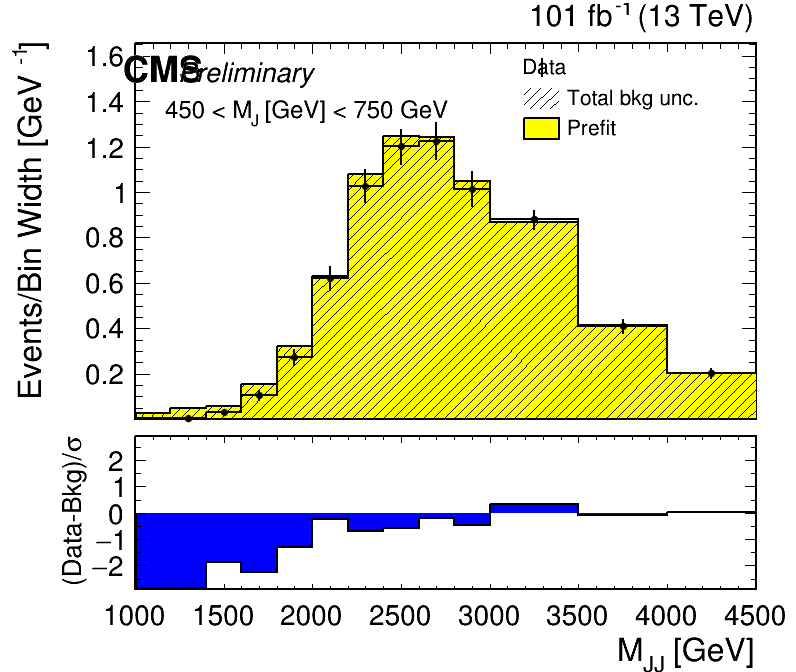 101 fb⁻¹ (13 TeV)
CMS Preliminary
450 < M_J [GeV] < 750 GeV
Data
Total bkg unc.
Prefit
Events/Bin Width [GeV⁻¹]
1.6
1.4
1.2
1
0.8
0.6
0.4
0.2
(Data-Bkg)/σ
2
1
0
−1
−2
1000 1500 2000 2500 3000 3500 4000 4500
M_JJ [GeV]